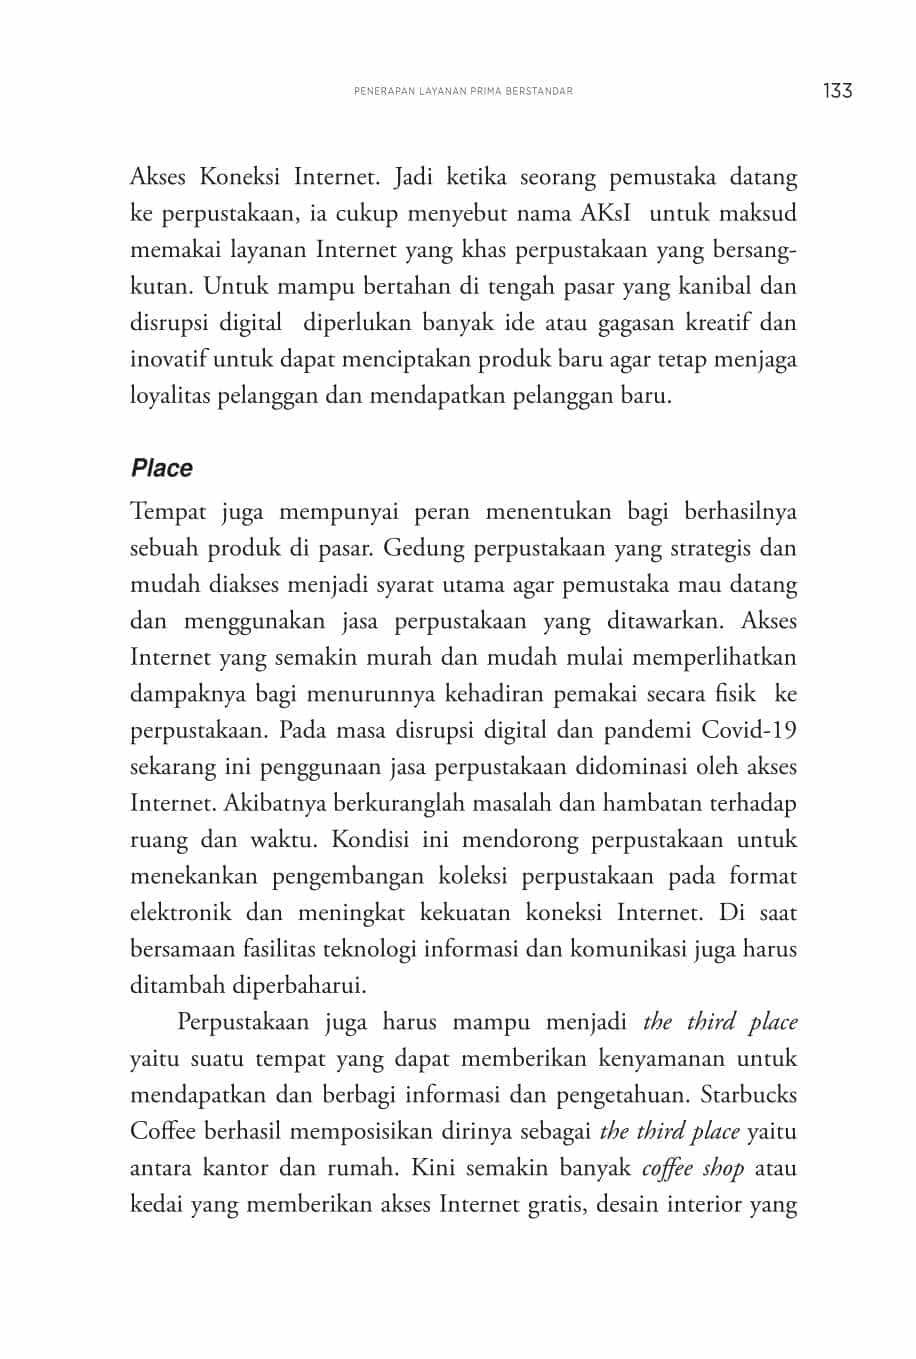 PENERAPAN LAYANAN PRIMA BERSTANDAR 133
Akses Koneksi Internet. Jadi ketika seorang pemustaka datang
ke perpustakaan, ia cukup menyebut nama AKsI untuk maksud
memakai layanan Internet yang khas perpustakaan yang bersang-
kutan. Untuk mampu bertahan di tengah pasar yang kanibal dan
disrupsi digital diperlukan banyak ide atau gagasan kreatif dan
inovatif untuk dapat menciptakan produk baru agar tetap menjaga
loyalitas pelanggan dan mendapatkan pelanggan baru.
Place
Tempat juga mempunyai peran menentukan bagi berhasilnya
sebuah produk di pasar. Gedung perpustakaan yang strategis dan
mudah diakses menjadi syarat utama agar pemustaka mau datang
dan menggunakan jasa perpustakaan yang ditawarkan. Akses
Internet yang semakin murah dan mudah mulai memperlihatkan
dampaknya bagi menurunnya kehadiran pemakai secara fisik ke
perpustakaan. Pada masa disrupsi digital dan pandemi Covid-19
sekarang ini penggunaan jasa perpustakaan didominasi oleh akses
Internet. Akibatnya berkuranglah masalah dan hambatan terhadap
ruang dan waktu. Kondisi ini mendorong perpustakaan untuk
menekankan pengembangan koleksi perpustakaan pada format
elektronik dan meningkat kekuatan koneksi Internet. Di saat
bersamaan fasilitas teknologi informasi dan komunikasi juga harus
ditambah diperbaharui.
Perpustakaan juga harus mampu menjadi the third place
yaitu suatu tempat yang dapat memberikan kenyamanan untuk
mendapatkan dan berbagi informasi dan pengetahuan. Starbucks
Coffee berhasil memposisikan dirinya sebagai the third place yaitu
antara kantor dan rumah. Kini semakin banyak coffee shop atau
kedai yang memberikan akses Internet gratis, desain interior yang